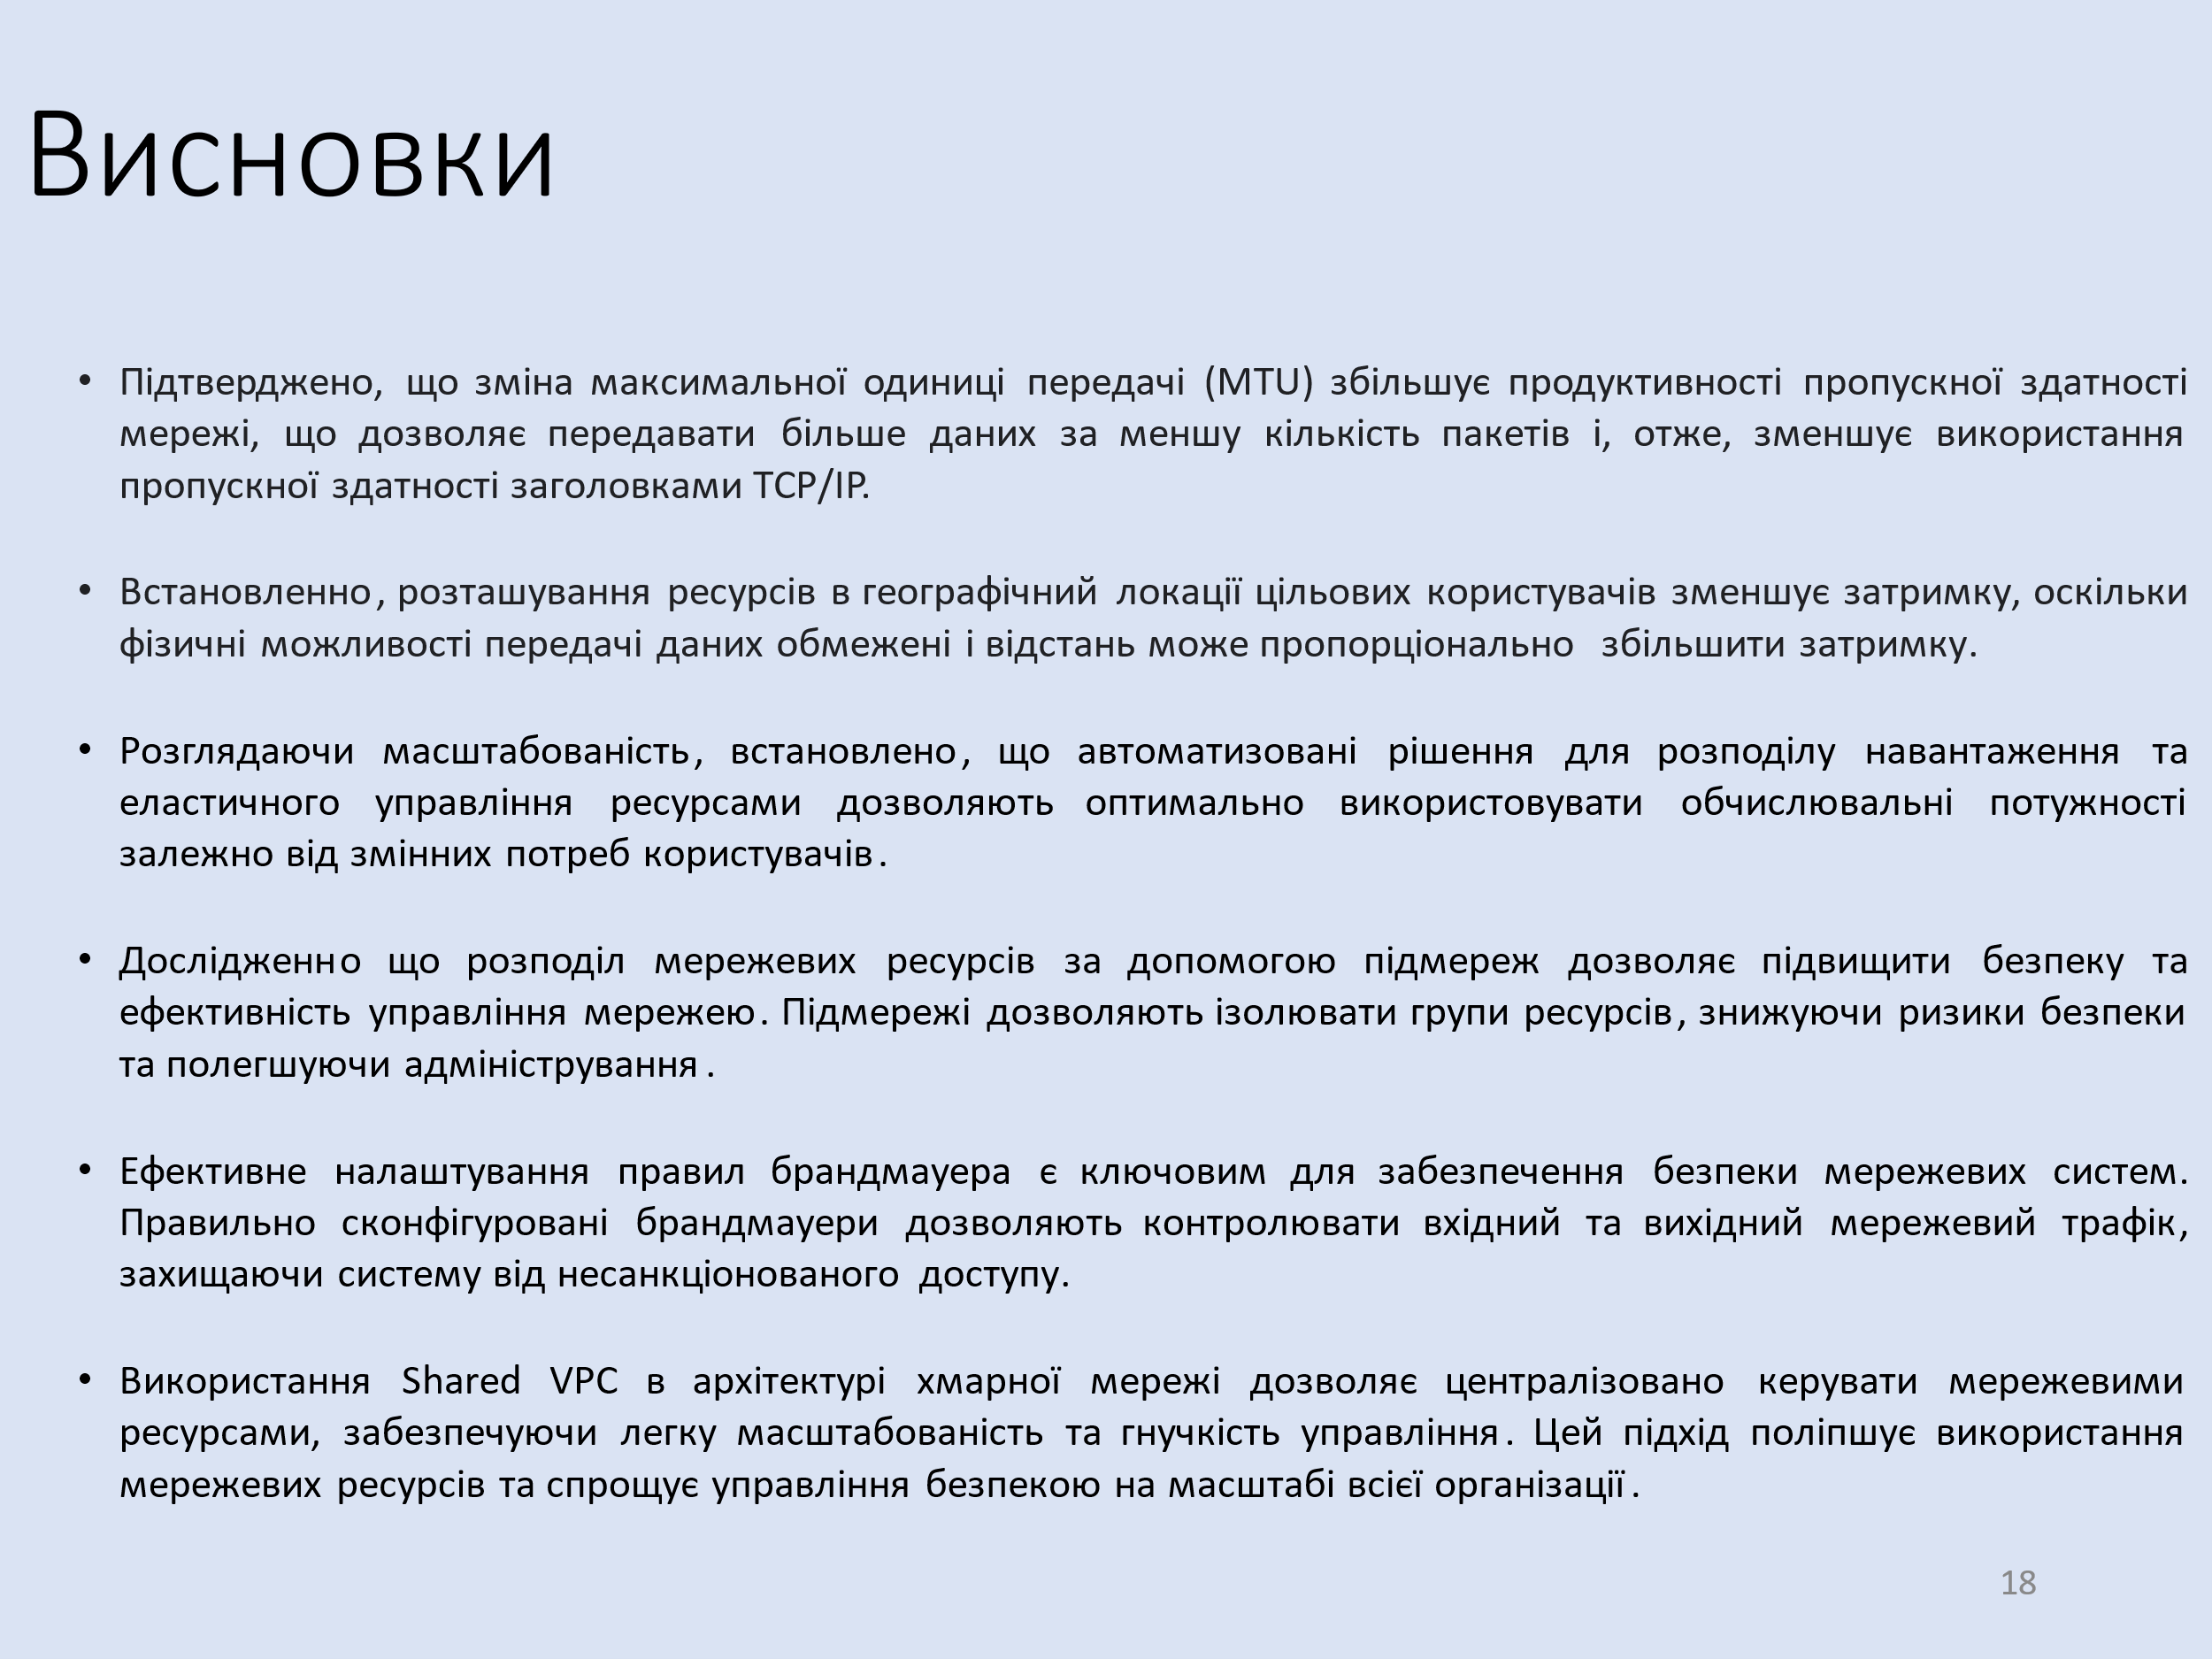 Висновки
• Підтверджено, що зміна максимальної одиниці передачі (MTU) збільшує продуктивності пропускної здатності
мережі, що дозволяє передавати більше даних за меншу кількість пакетів і, отже, зменшує використання
пропускної здатності заголовками TCP/IP.
• Встановленно, розташування ресурсів в географічний локації цільових користувачів зменшує затримку, оскільки
фізичні можливості передачі даних обмежені і відстань може пропорціонально збільшити затримку.
• Розглядаючи масштабованість, встановлено, що автоматизовані рішення для розподілу навантаження та
еластичного управління ресурсами дозволяють оптимально використовувати обчислювальні потужності
залежно від змінних потреб користувачів.
• Дослідженно що розподіл мережевих ресурсів за допомогою підмереж дозволяє підвищити безпеку та
ефективність управління мережею. Підмережі дозволяють ізолювати групи ресурсів, знижуючи ризики безпеки
та полегшуючи адміністрування.
• Ефективне налаштування правил брандмауера є ключовим для забезпечення безпеки мережевих систем.
Правильно сконфігуровані брандмауери дозволяють контролювати вхідний та вихідний мережевий трафік,
захищаючи систему від несанкціонованого доступу.
• Використання Shared VPC в архітектурі хмарної мережі дозволяє централізовано керувати мережевими
ресурсами, забезпечуючи легку масштабованість та гнучкість управління. Цей підхід поліпшує використання
мережевих ресурсів та спрощує управління безпекою на масштабі всієї організації.
18